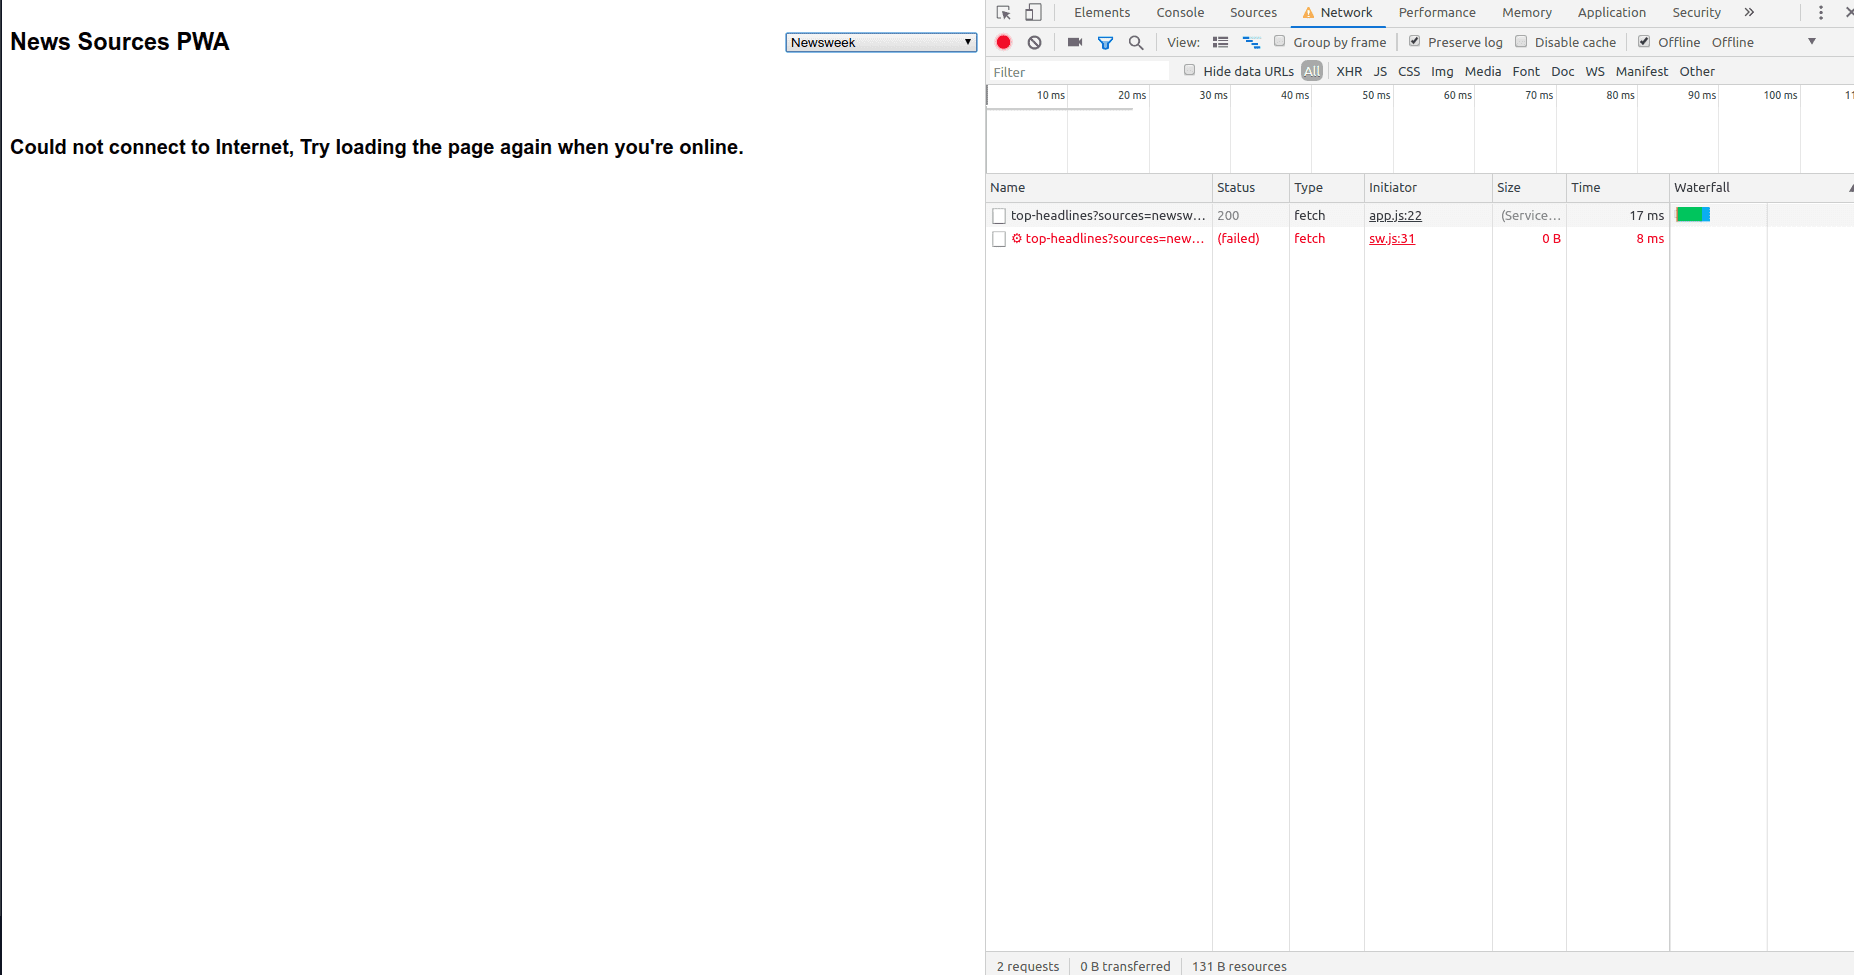 News Sources PWA
Newsweek
Could not connect to Internet, Try loading the page again when you're online.
Elements Console Sources Network Performance Memory Application Security »
View: Group by frame Preserve log Disable cache Offline Offline
Filter Hide data URLs All XHR JS CSS Img Media Font Doc WS Manifest Other
10 ms 20 ms 30 ms 40 ms 50 ms 60 ms 70 ms 80 ms 90 ms 100 ms 11
Name Status Type Initiator Size Time Waterfall
top-headlines?sources=newsw... 200 fetch app.js:22 (Service... 17 ms
top-headlines?sources=new... (failed) fetch sw.js:31 0 B 8 ms
2 requests 0 B transferred 131 B resources